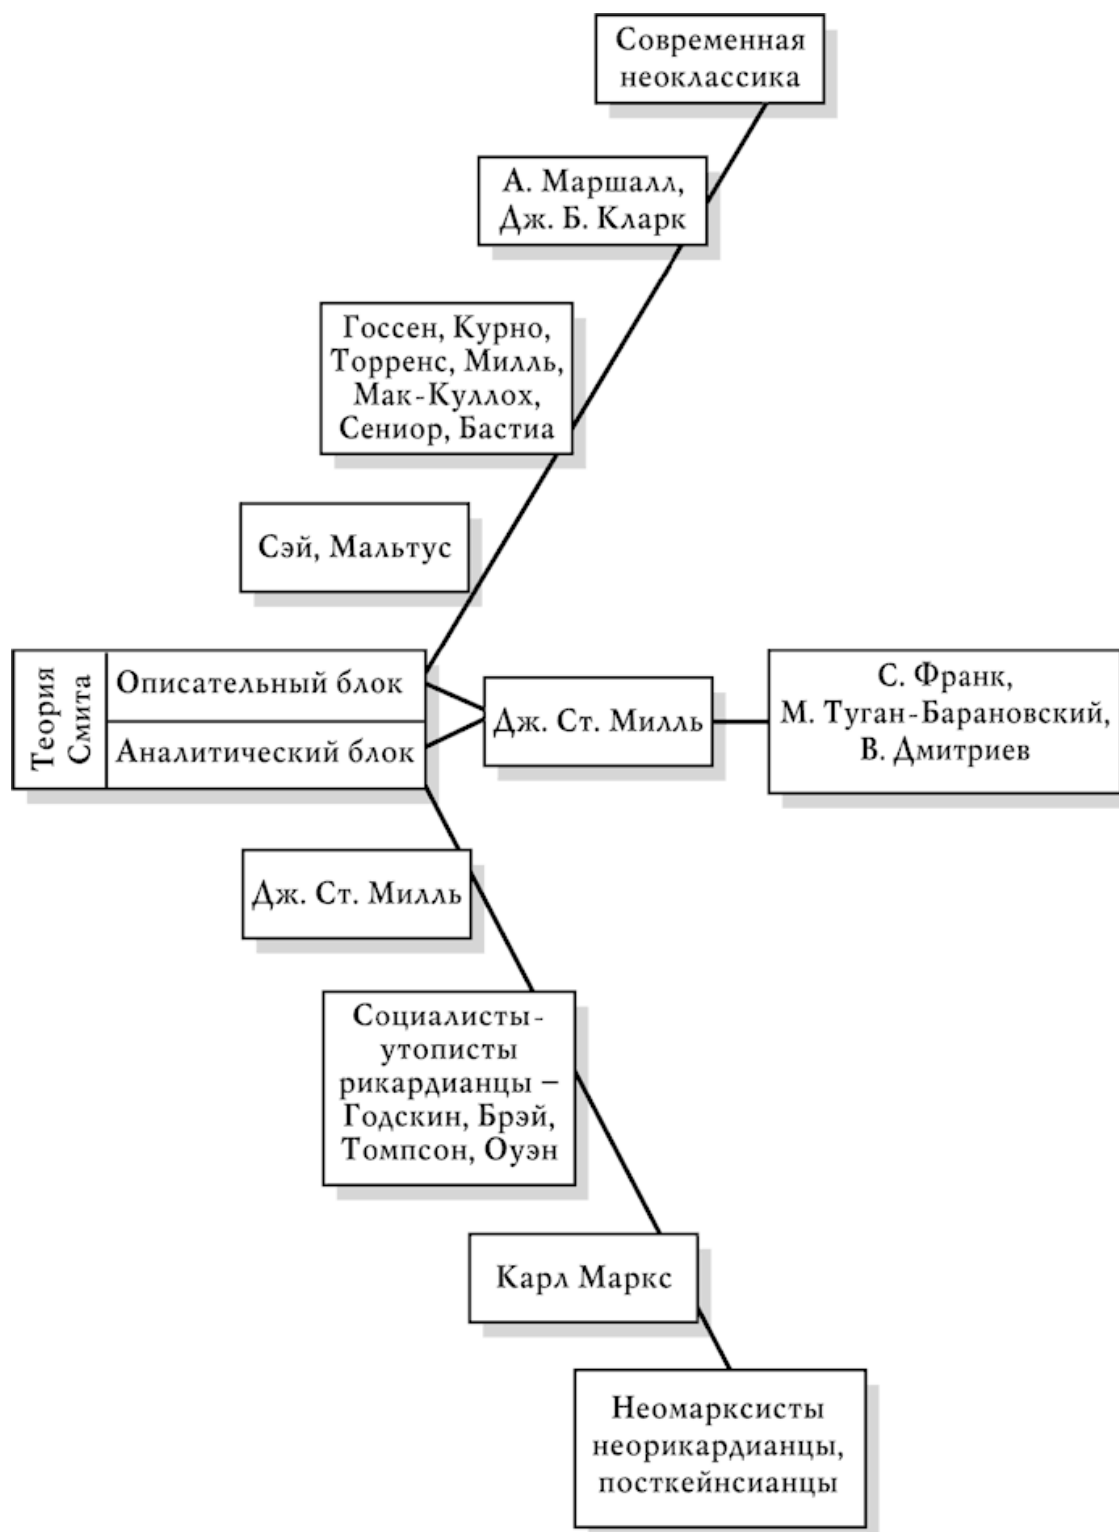 Современная
неоклассика
А. Маршалл,
Дж. Б. Кларк
Госсен, Курно,
Торренс, Милль,
Мак-Куллох,
Сениор, Бастиа
Сэй, Мальтус
Теория
Смита
Описательный блок
Аналитический блок
Дж. Ст. Милль
С. Франк,
М. Туган-Барановский,
В. Дмитриев
Дж. Ст. Милль
Социалисты-
утописты
рикардианцы –
Годскин, Брэй,
Томпсон, Оуэн
Карл Маркс
Неомарксисты
неорикардианцы,
посткейнсианцы